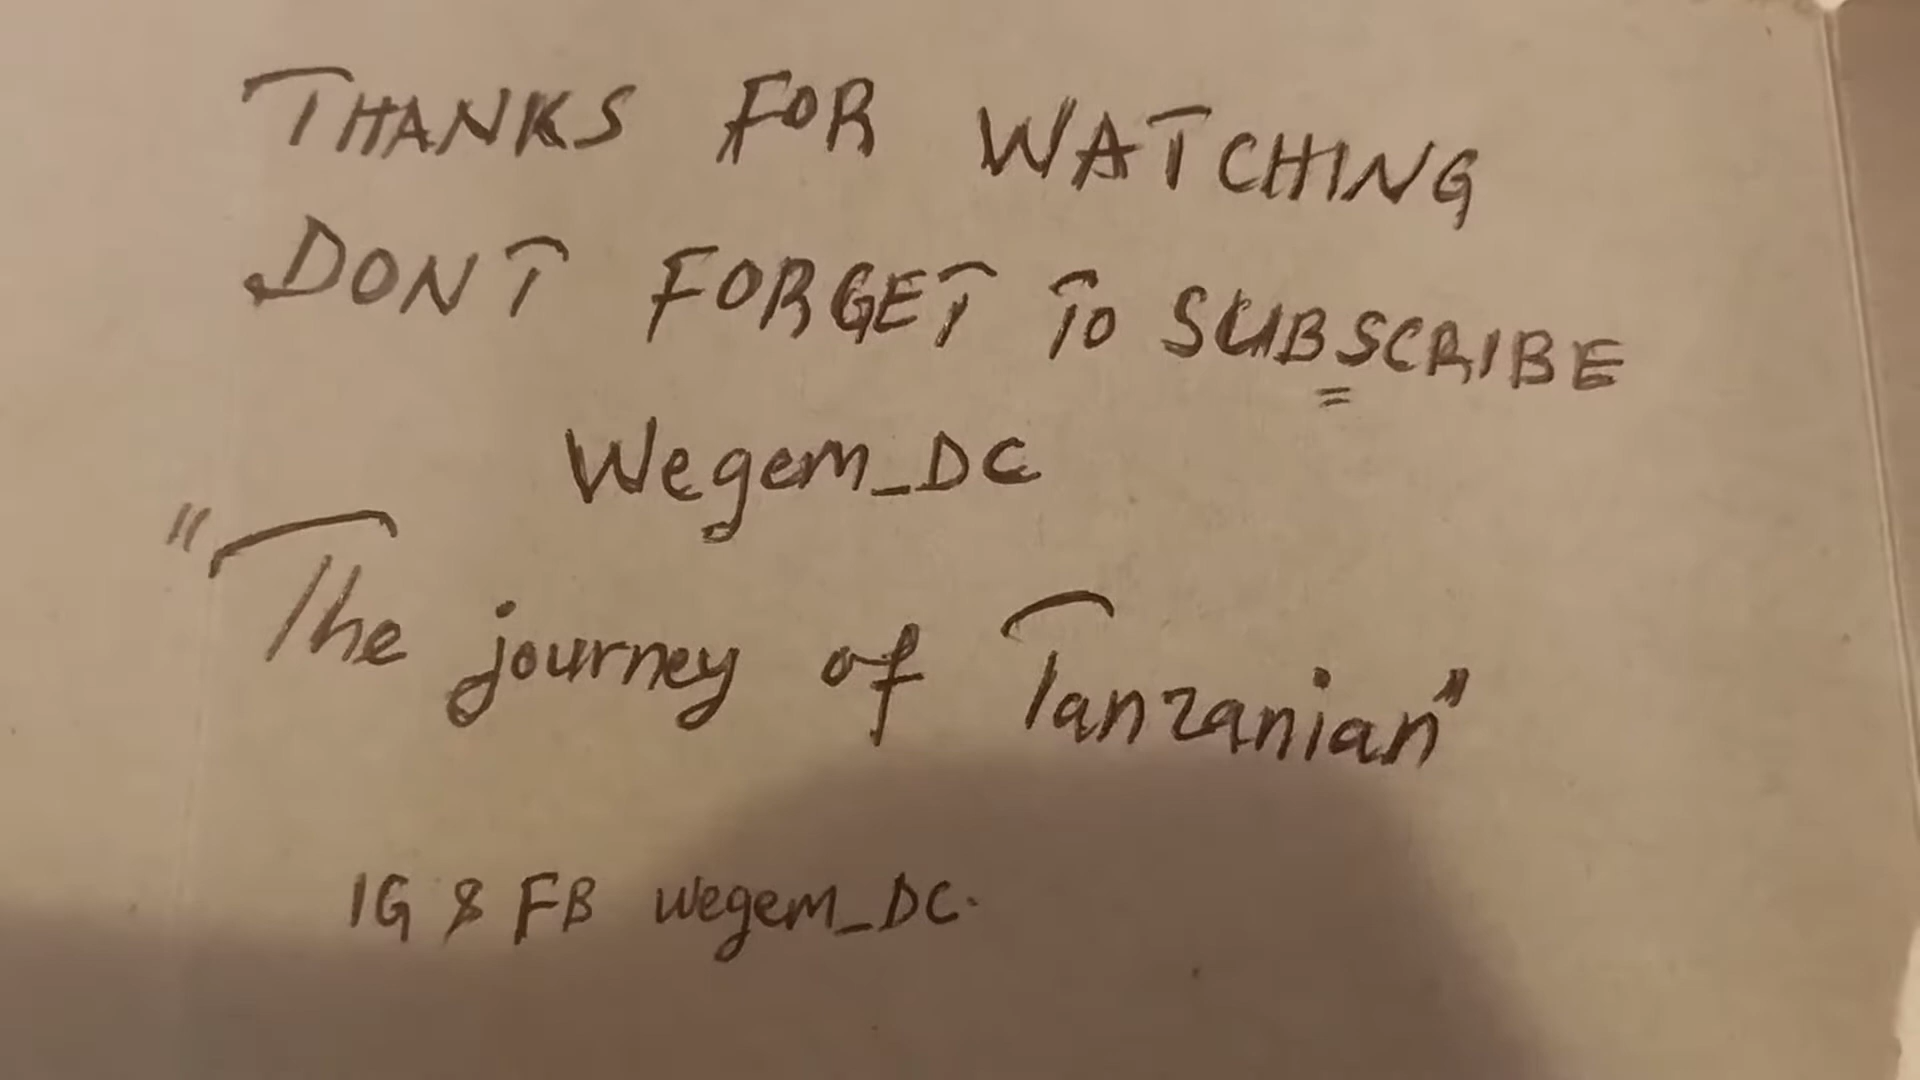 THANKS FOR WATCHING
DONT FORGET TO SUBSCRIBE
Wegem_DC
"The journey of Tanzanian"
IG & FB wegem_DC.